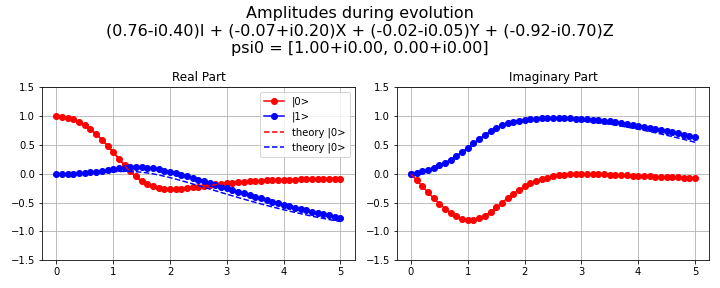 Amplitudes during evolution
(0.76-i0.40)I + (-0.07+i0.20)X + (-0.02-i0.05)Y + (-0.92-i0.70)Z
psi0 = [1.00+i0.00, 0.00+i0.00]
Real Part
Imaginary Part
|0>
|1>
theory |0>
theory |0>
1.5
1.0
0.5
0.0
−0.5
−1.0
−1.5
0 1 2 3 4 5
1.5
1.0
0.5
0.0
−0.5
−1.0
−1.5
0 1 2 3 4 5